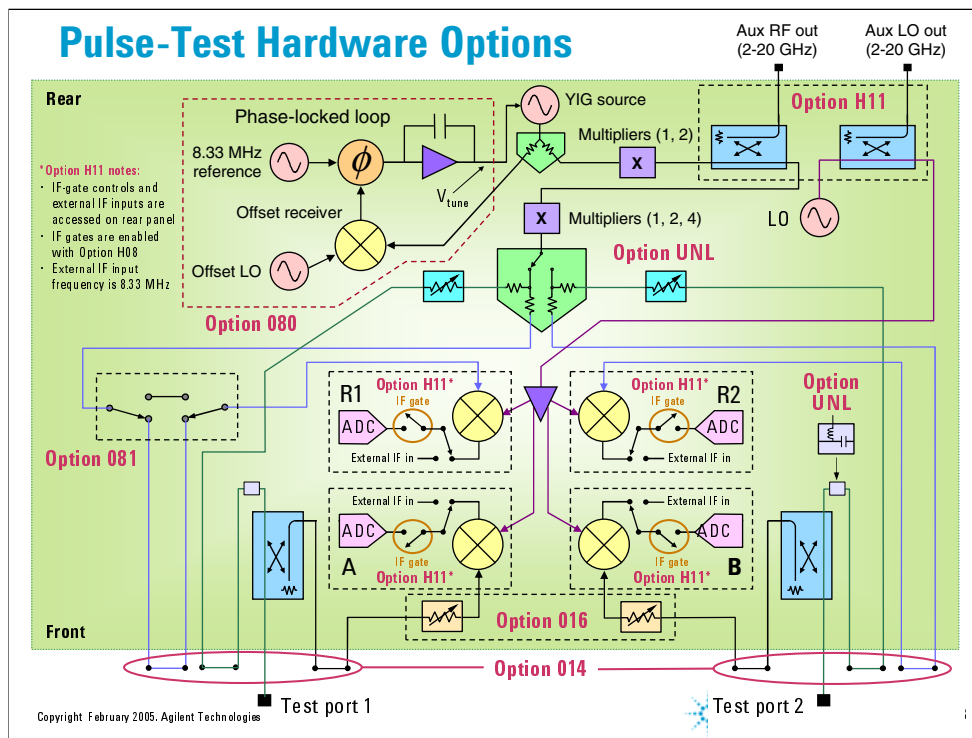 Pulse-Test Hardware Options
Aux RF out
(2-20 GHz)
Aux LO out
(2-20 GHz)
Rear
Option H11
YIG source
Phase-locked loop
Multipliers (1, 2)
8.33 MHz
reference
ϕ
X
*Option H11 notes:
· IF-gate controls and
external IF inputs are
accessed on rear panel
· IF gates are enabled
with Option H08
· External IF input
frequency is 8.33 MHz
Vtune
Offset receiver
X
Multipliers (1, 2, 4)
LO
Offset LO
Option UNL
Option 080
R1
Option H11*
IF gate
ADC
External IF in
Option H11*
R2
IF gate
ADC
External IF in
Option
UNL
Option 081
External IF in
ADC
IF gate
A
Option H11*
External IF in
ADC
IF gate
B
Option H11*
Option 016
Front
Option 014
Test port 1
Test port 2
Copyright February 2005. Agilent Technologies